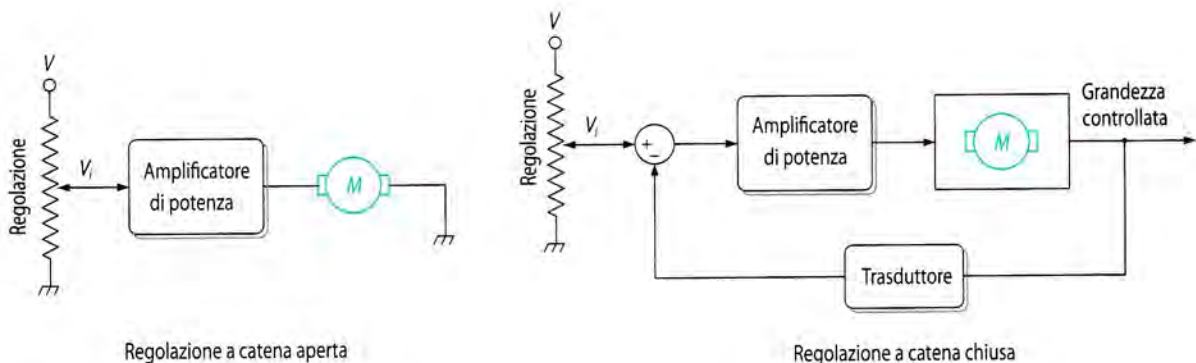 V
Regolazione
Vi
Amplificatore
di potenza
M
Regolazione a catena aperta
V
Regolazione
Vi
+
−
Amplificatore
di potenza
M
Grandezza
controllata
Trasduttore
Regolazione a catena chiusa